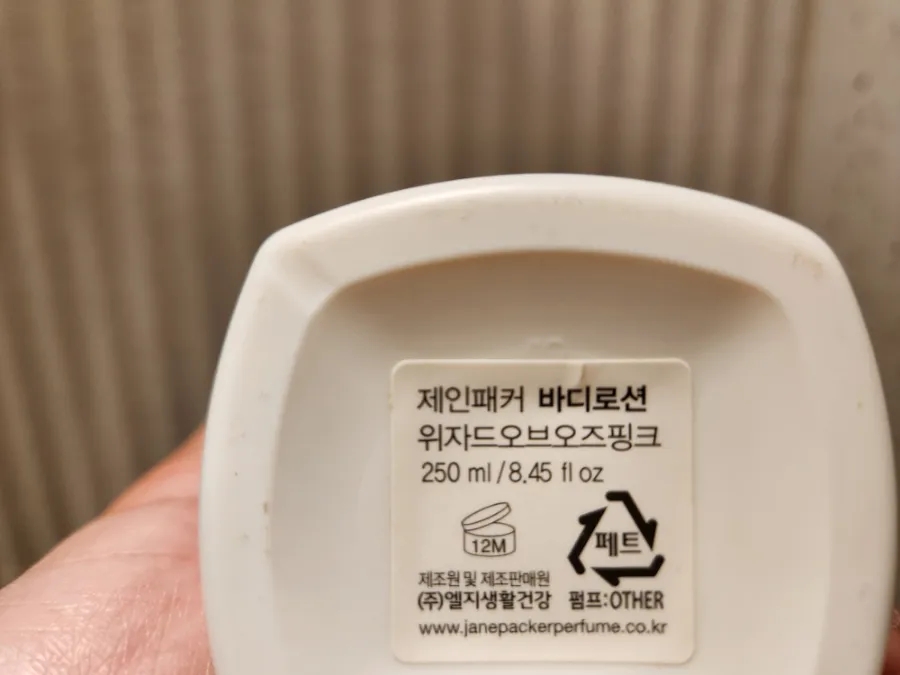 제인패커 바디로션
위자드오브오즈핑크
250 ml / 8.45 fl oz
12M
페트
제조원 및 제조판매원
(주)엘지생활건강 펌프:OTHER
www.janepackerperfume.co.kr